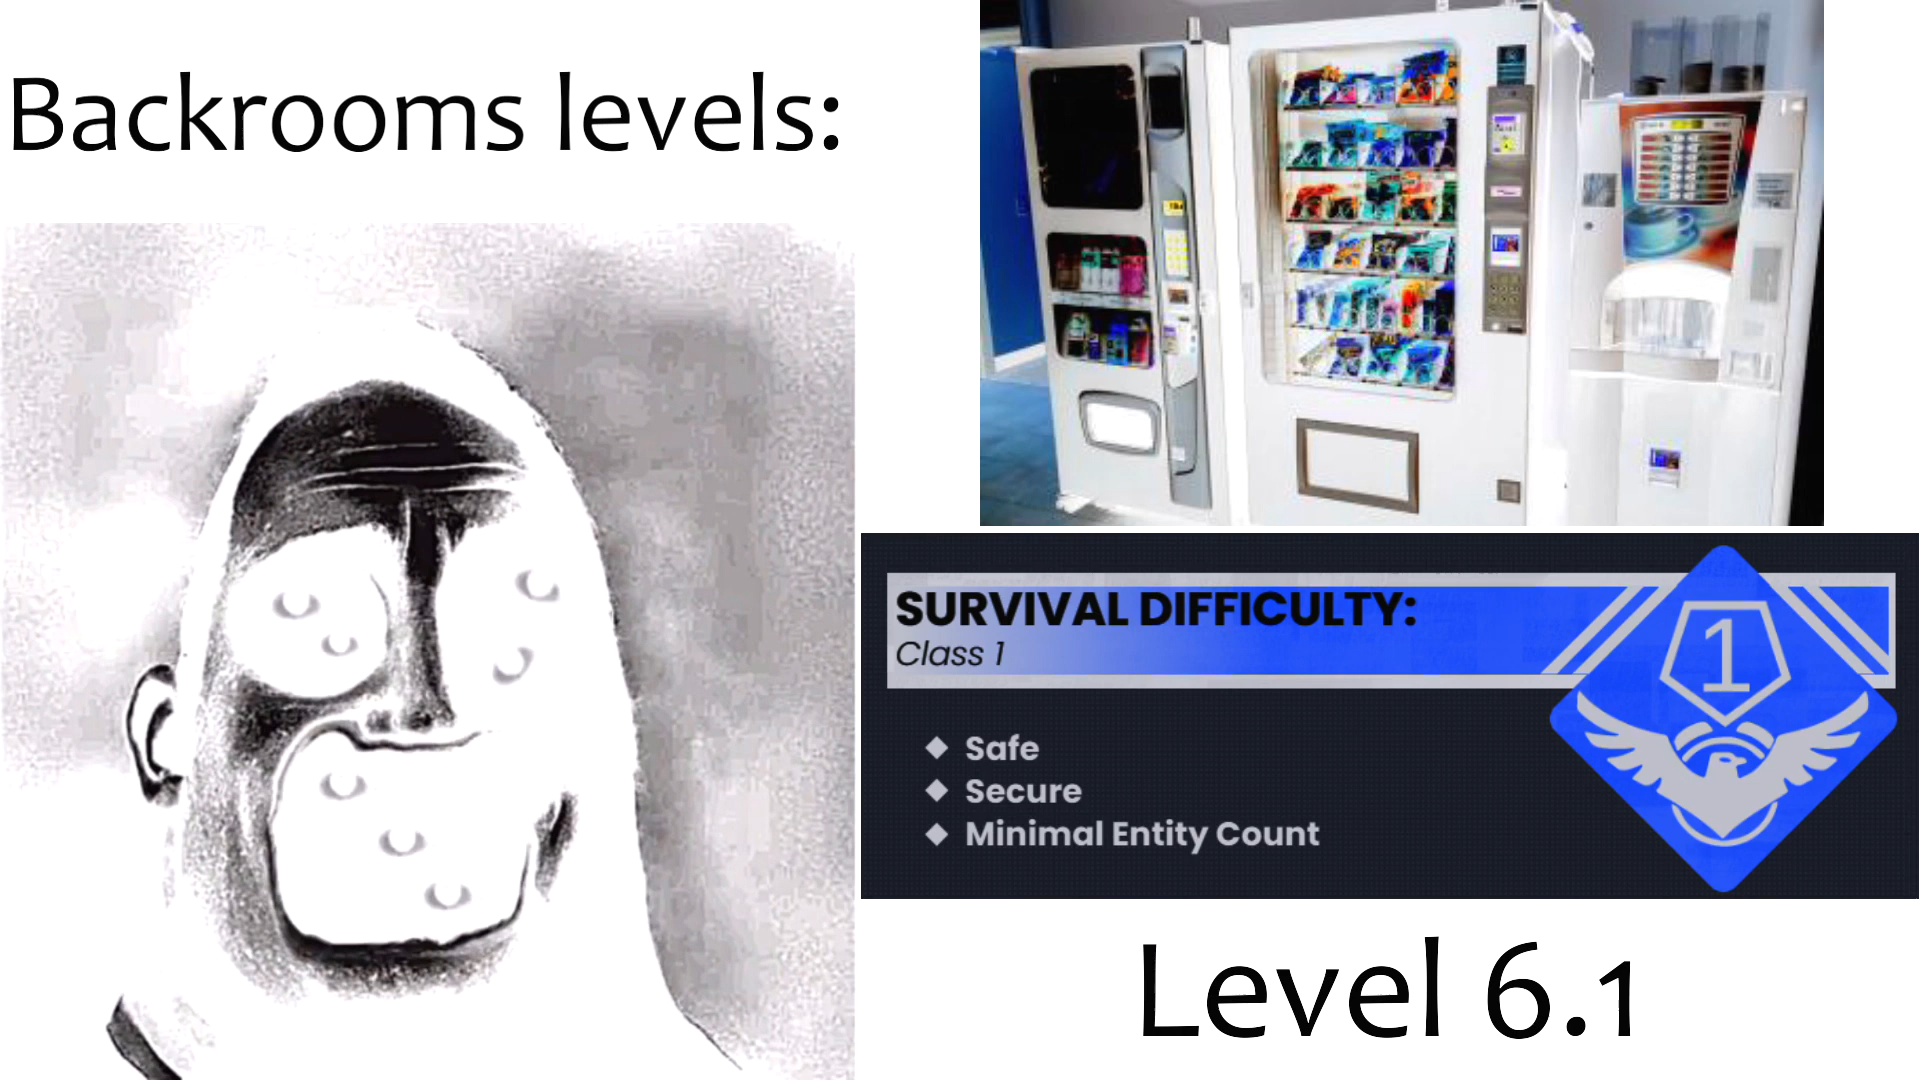 Backrooms levels:
SURVIVAL DIFFICULTY:
Class 1
1
Safe
Secure
Minimal Entity Count
Level 6.1